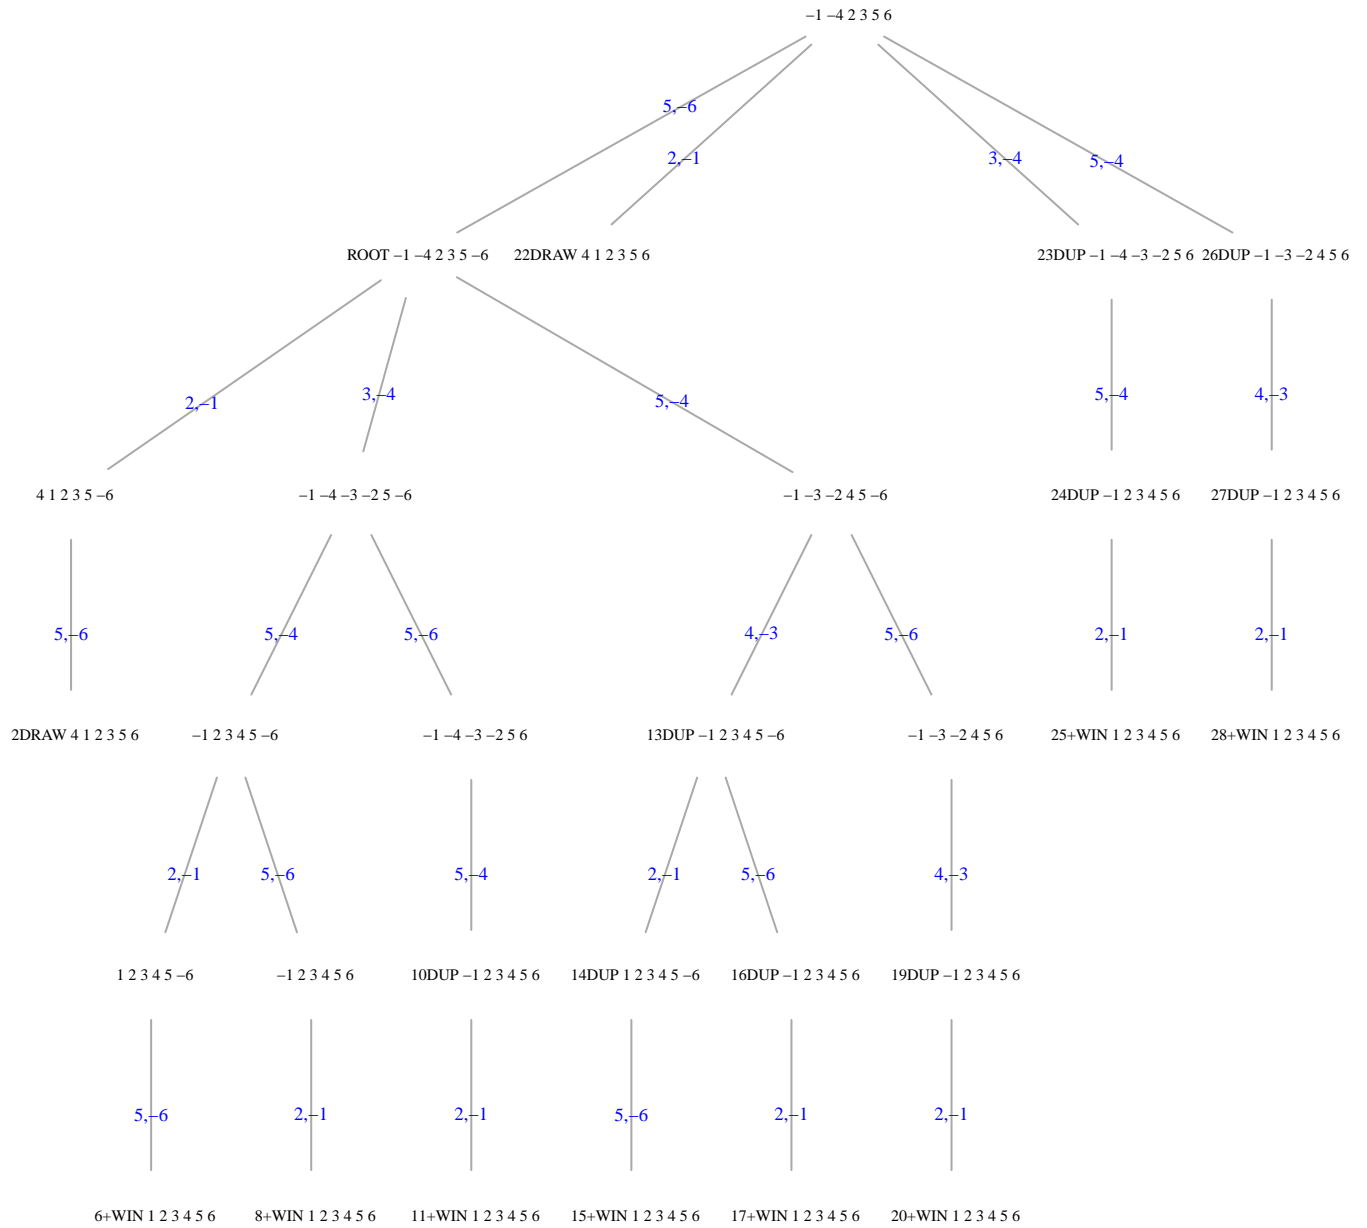 –1 –4 2 3 5 6
5,–6
2,–1
3,–4
5,–4
ROOT –1 –4 2 3 5 –6
22DRAW 4 1 2 3 5 6
23DUP –1 –4 –3 –2 5 6
26DUP –1 –3 –2 4 5 6
2,–1
3,–4
5,–4
5,–4
4,–3
4 1 2 3 5 –6
–1 –4 –3 –2 5 –6
–1 –3 –2 4 5 –6
24DUP –1 2 3 4 5 6
27DUP –1 2 3 4 5 6
5,–6
5,–4
5,–6
4,–3
5,–6
2,–1
2,–1
2DRAW 4 1 2 3 5 6
–1 2 3 4 5 –6
–1 –4 –3 –2 5 6
13DUP –1 2 3 4 5 –6
–1 –3 –2 4 5 6
25+WIN 1 2 3 4 5 6
28+WIN 1 2 3 4 5 6
2,–1
5,–6
5,–4
2,–1
5,–6
4,–3
1 2 3 4 5 –6
–1 2 3 4 5 6
10DUP –1 2 3 4 5 6
14DUP 1 2 3 4 5 –6
16DUP –1 2 3 4 5 6
19DUP –1 2 3 4 5 6
5,–6
2,–1
2,–1
5,–6
2,–1
2,–1
6+WIN 1 2 3 4 5 6
8+WIN 1 2 3 4 5 6
11+WIN 1 2 3 4 5 6
15+WIN 1 2 3 4 5 6
17+WIN 1 2 3 4 5 6
20+WIN 1 2 3 4 5 6